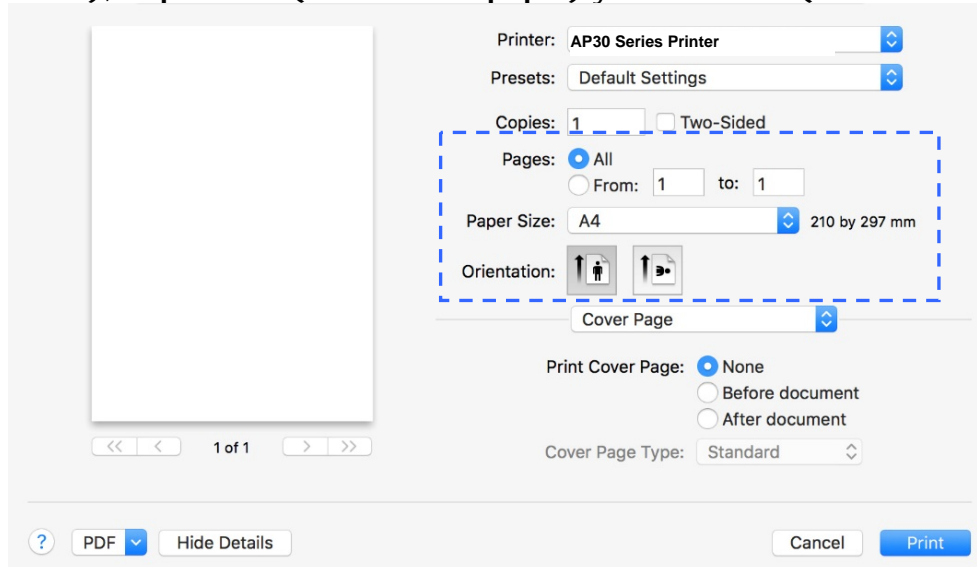 Printer: AP30 Series Printer
Presets: Default Settings
Copies: 1 Two-Sided
Pages: All
From: 1 to: 1
Paper Size: A4 210 by 297 mm
Orientation:
Cover Page
Print Cover Page: None
Before document
After document
<< < 1 of 1 > >>
Cover Page Type: Standard
? PDF Hide Details Cancel Print